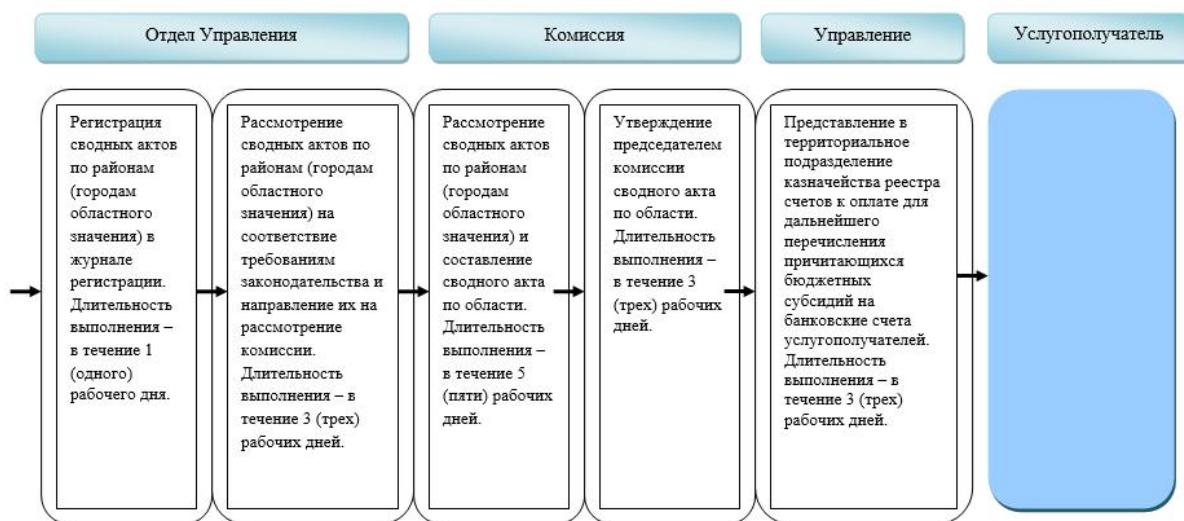 Отдел Управления
Комиссия
Управление
Услугополучатель
Регистрация
сводных актов
по районам
(городам
областного
значения) в
журнале
регистрации.
Длительность
выполнения –
в течение 1
(одного)
рабочего дня.
Рассмотрение
сводных актов по
районам (городам
областного
значения) на
соответствие
требованиям
законодательства и
направление их на
рассмотрение
комиссии.
Длительность
выполнения – в
течение 3 (трех)
рабочих дней.
Рассмотрение
сводных актов
по районам
(городам
областного
значения) и
составление
сводного акта
по области.
Длительность
выполнения –
в течение 5
(пяти) рабочих
дней.
Утверждение
председателем
комиссии
сводного акта
по области.
Длительность
выполнения –
в течение 3
(трех) рабочих
дней.
Представление в
территориальное
подразделение
казначейства реестра
счетов к оплате для
дальнейшего
перечисления
причитающихся
бюджетных
субсидий на
банковские счета
услугополучателей.
Длительность
выполнения – в
течение 3 (трех)
рабочих дней.